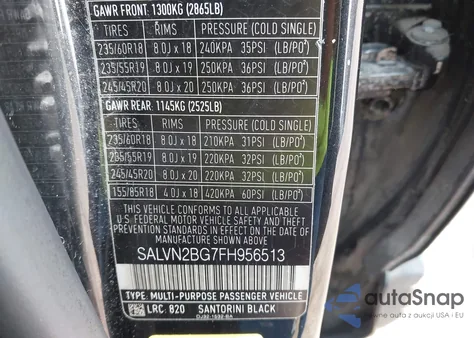 GAWR FRONT: 1300KG (2865LB)
TIRES RIMS PRESSURE (COLD SINGLE)
235/60R18 8.0J x 18 240KPA 35PSI (LB/PO²)
235/55R19 8.0J x 19 250KPA 36PSI (LB/PO²)
245/45R20 8.0J x 20 250KPA 36PSI (LB/PO²)
GAWR REAR: 1145KG (2525LB)
TIRES RIMS PRESSURE (COLD SINGLE)
235/60R18 8.0J x 18 210KPA 31PSI (LB/PO²)
235/55R19 8.0J x 19 220KPA 32PSI (LB/PO²)
245/45R20 8.0J x 20 220KPA 32PSI (LB/PO²)
155/85R18 4.0J x 18 420KPA 60PSI (LB/PO²)
THIS VEHICLE CONFORMS TO ALL APPLICABLE
U.S. FEDERAL MOTOR VEHICLE SAFETY AND THEFT
PREVENTION STANDARDS IN EFFECT ON THE DATE
OF MANUFACTURE SHOWN ABOVE.
SALVN2BG7FH956513
TYPE: MULTI-PURPOSE PASSENGER VEHICLE
LRC: 820 SANTORINI BLACK
autoSnap
Auction history USA i EU